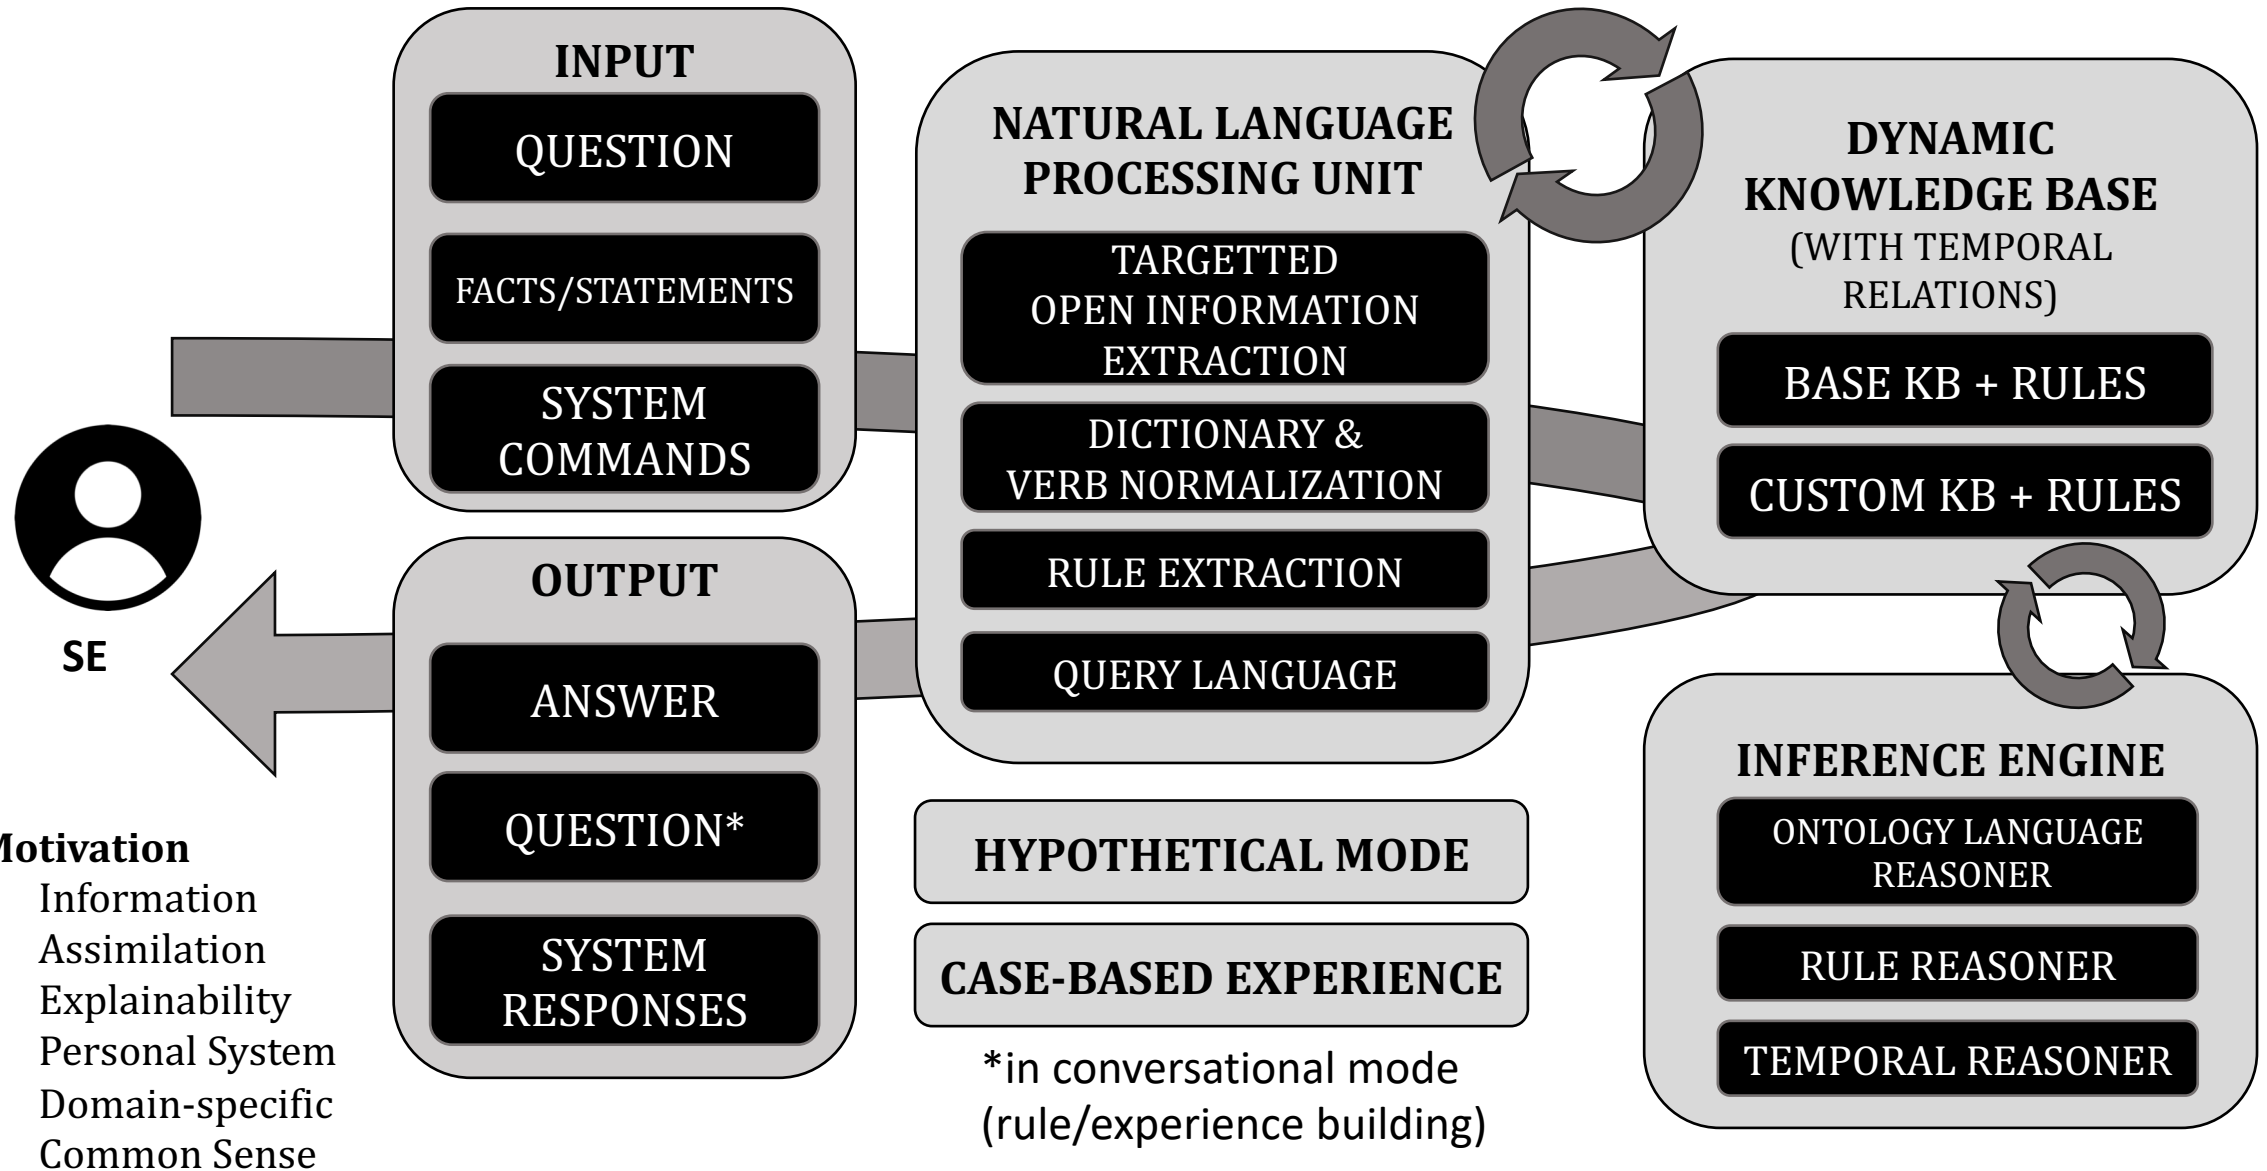 INPUT
QUESTION
FACTS/STATEMENTS
SYSTEM
COMMANDS
OUTPUT
ANSWER
QUESTION*
SYSTEM
RESPONSES
SE
Motivation
Information
Assimilation
Explainability
Personal System
Domain-specific
Common Sense
NATURAL LANGUAGE
PROCESSING UNIT
TARGETTED
OPEN INFORMATION
EXTRACTION
DICTIONARY &
VERB NORMALIZATION
RULE EXTRACTION
QUERY LANGUAGE
HYPOTHETICAL MODE
CASE-BASED EXPERIENCE
*in conversational mode
(rule/experience building)
DYNAMIC
KNOWLEDGE BASE
(WITH TEMPORAL
RELATIONS)
BASE KB + RULES
CUSTOM KB + RULES
INFERENCE ENGINE
ONTOLOGY LANGUAGE
REASONER
RULE REASONER
TEMPORAL REASONER